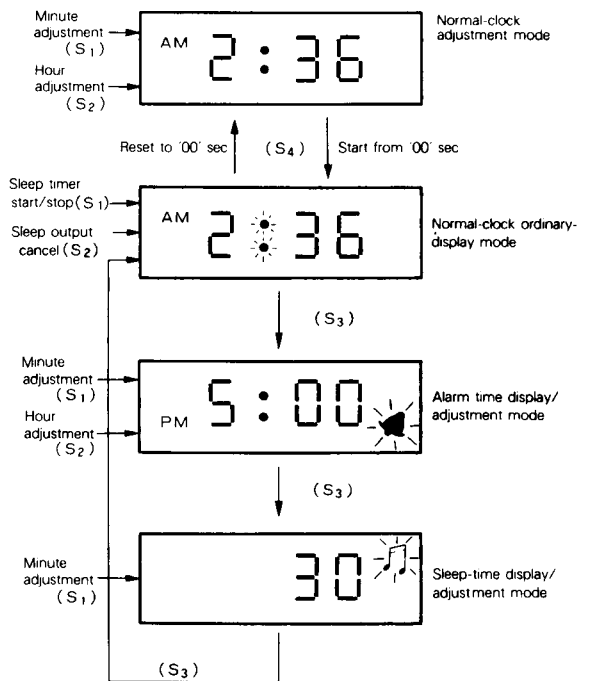 Minute
adjustment
(S1)
Hour
adjustment
(S2)
AM 2:36
Normal-clock
adjustment mode
Reset to '00' sec
(S4)
Start from '00' sec
Sleep timer
start/stop(S1)
Sleep output
cancel(S2)
AM 2:36
Normal-clock ordinary-
display mode
(S3)
Minute
adjustment
(S1)
Hour
adjustment
(S2)
PM 5:00
Alarm time display/
adjustment mode
(S3)
Minute
adjustment
(S1)
30
Sleep-time display/
adjustment mode
(S3)